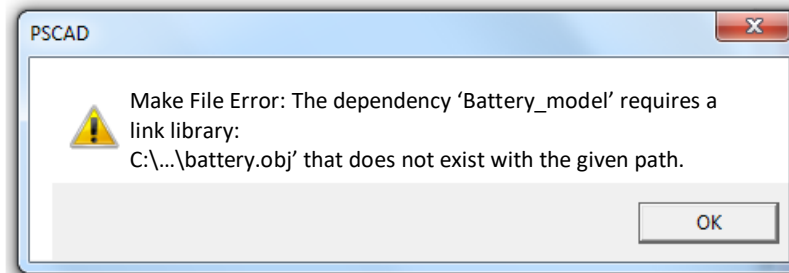 PSCAD
Make File Error: The dependency ‘Battery_model’ requires a
link library:
C:\...\battery.obj’ that does not exist with the given path.
OK